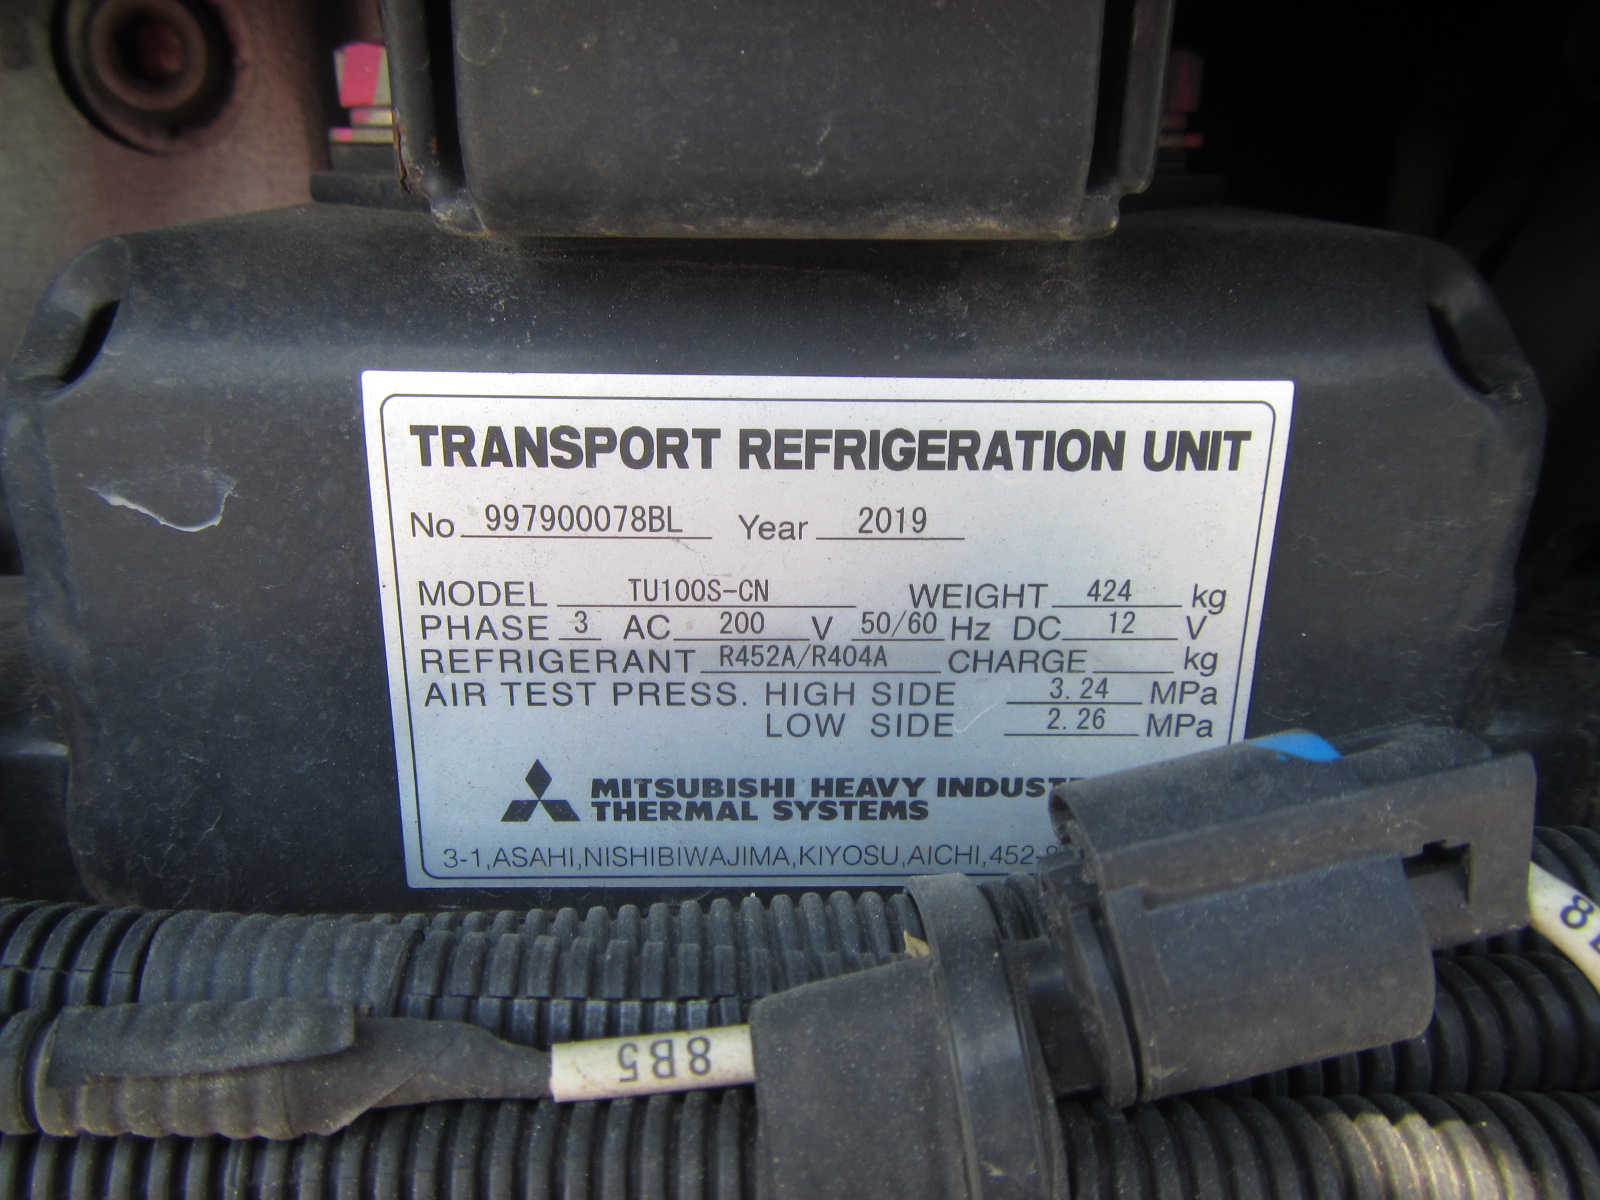 TRANSPORT REFRIGERATION UNIT
No 997900078BL Year 2019
MODEL TU100S-CN WEIGHT 424 kg
PHASE 3 AC 200 V 50/60 Hz DC 12 V
REFRIGERANT R452A/R404A CHARGE kg
AIR TEST PRESS. HIGH SIDE 3.24 MPa
LOW SIDE 2.26 MPa
MITSUBISHI HEAVY INDUST
THERMAL SYSTEMS
3-1,ASAHI,NISHIBIWAJIMA,KIYOSU,AICHI,452-
8B5